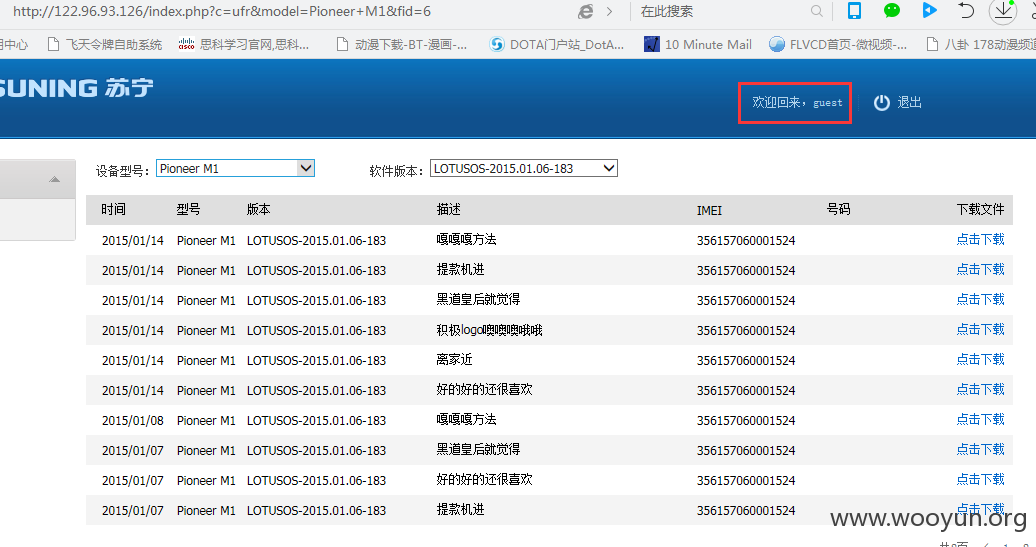 http://122.96.93.126/index.php?c=ufr&model=Pioneer+M1&fid=6 在此搜索
用中心 飞天令牌自助系统 思科学习官网,思科... 动漫下载-BT-漫画-... DOTA门户站_DotA... 10 Minute Mail FLVCD首页-微视频-... 八卦 178动漫频道
SUNING 苏宁
欢迎回来，guest 退出
设备型号： Pioneer M1 软件版本： LOTUSOS-2015.01.06-183
时间 型号 版本 描述 IMEI 号码 下载文件
2015/01/14 Pioneer M1 LOTUSOS-2015.01.06-183 嘎嘎嘎方法 356157060001524 点击下载
2015/01/14 Pioneer M1 LOTUSOS-2015.01.06-183 提款机进 356157060001524 点击下载
2015/01/14 Pioneer M1 LOTUSOS-2015.01.06-183 黑道皇后就觉得 356157060001524 点击下载
2015/01/14 Pioneer M1 LOTUSOS-2015.01.06-183 积极logo噢噢噢哦哦 356157060001524 点击下载
2015/01/14 Pioneer M1 LOTUSOS-2015.01.06-183 离家近 356157060001524 点击下载
2015/01/14 Pioneer M1 LOTUSOS-2015.01.06-183 好的好的还很喜欢 356157060001524 点击下载
2015/01/08 Pioneer M1 LOTUSOS-2015.01.06-183 嘎嘎嘎方法 356157060001524 点击下载
2015/01/07 Pioneer M1 LOTUSOS-2015.01.06-183 黑道皇后就觉得 356157060001524 点击下载
2015/01/07 Pioneer M1 LOTUSOS-2015.01.06-183 好的好的还很喜欢 356157060001524 点击下载
2015/01/07 Pioneer M1 LOTUSOS-2015.01.06-183 提款机进 356157060001524 点击下载
www.wooyun.org